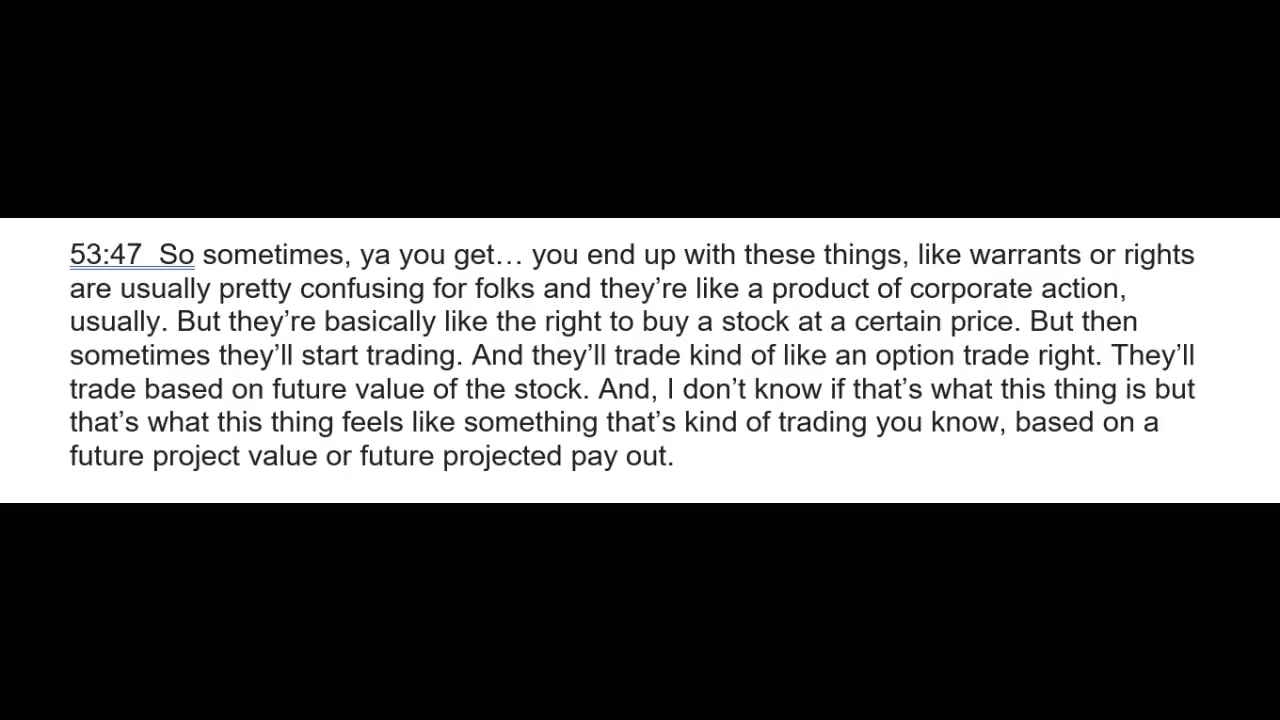 53:47  So sometimes, ya you get… you end up with these things, like warrants or rights
are usually pretty confusing for folks and they’re like a product of corporate action,
usually. But they’re basically like the right to buy a stock at a certain price. But then
sometimes they’ll start trading. And they’ll trade kind of like an option trade right. They’ll
trade based on future value of the stock. And, I don’t know if that’s what this thing is but
that’s what this thing feels like something that’s kind of trading you know, based on a
future project value or future projected pay out.